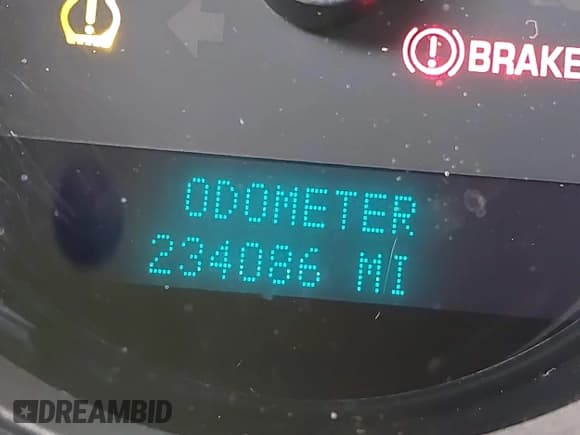 BRAKE
ODOMETER
234086 MI
DREAMBID